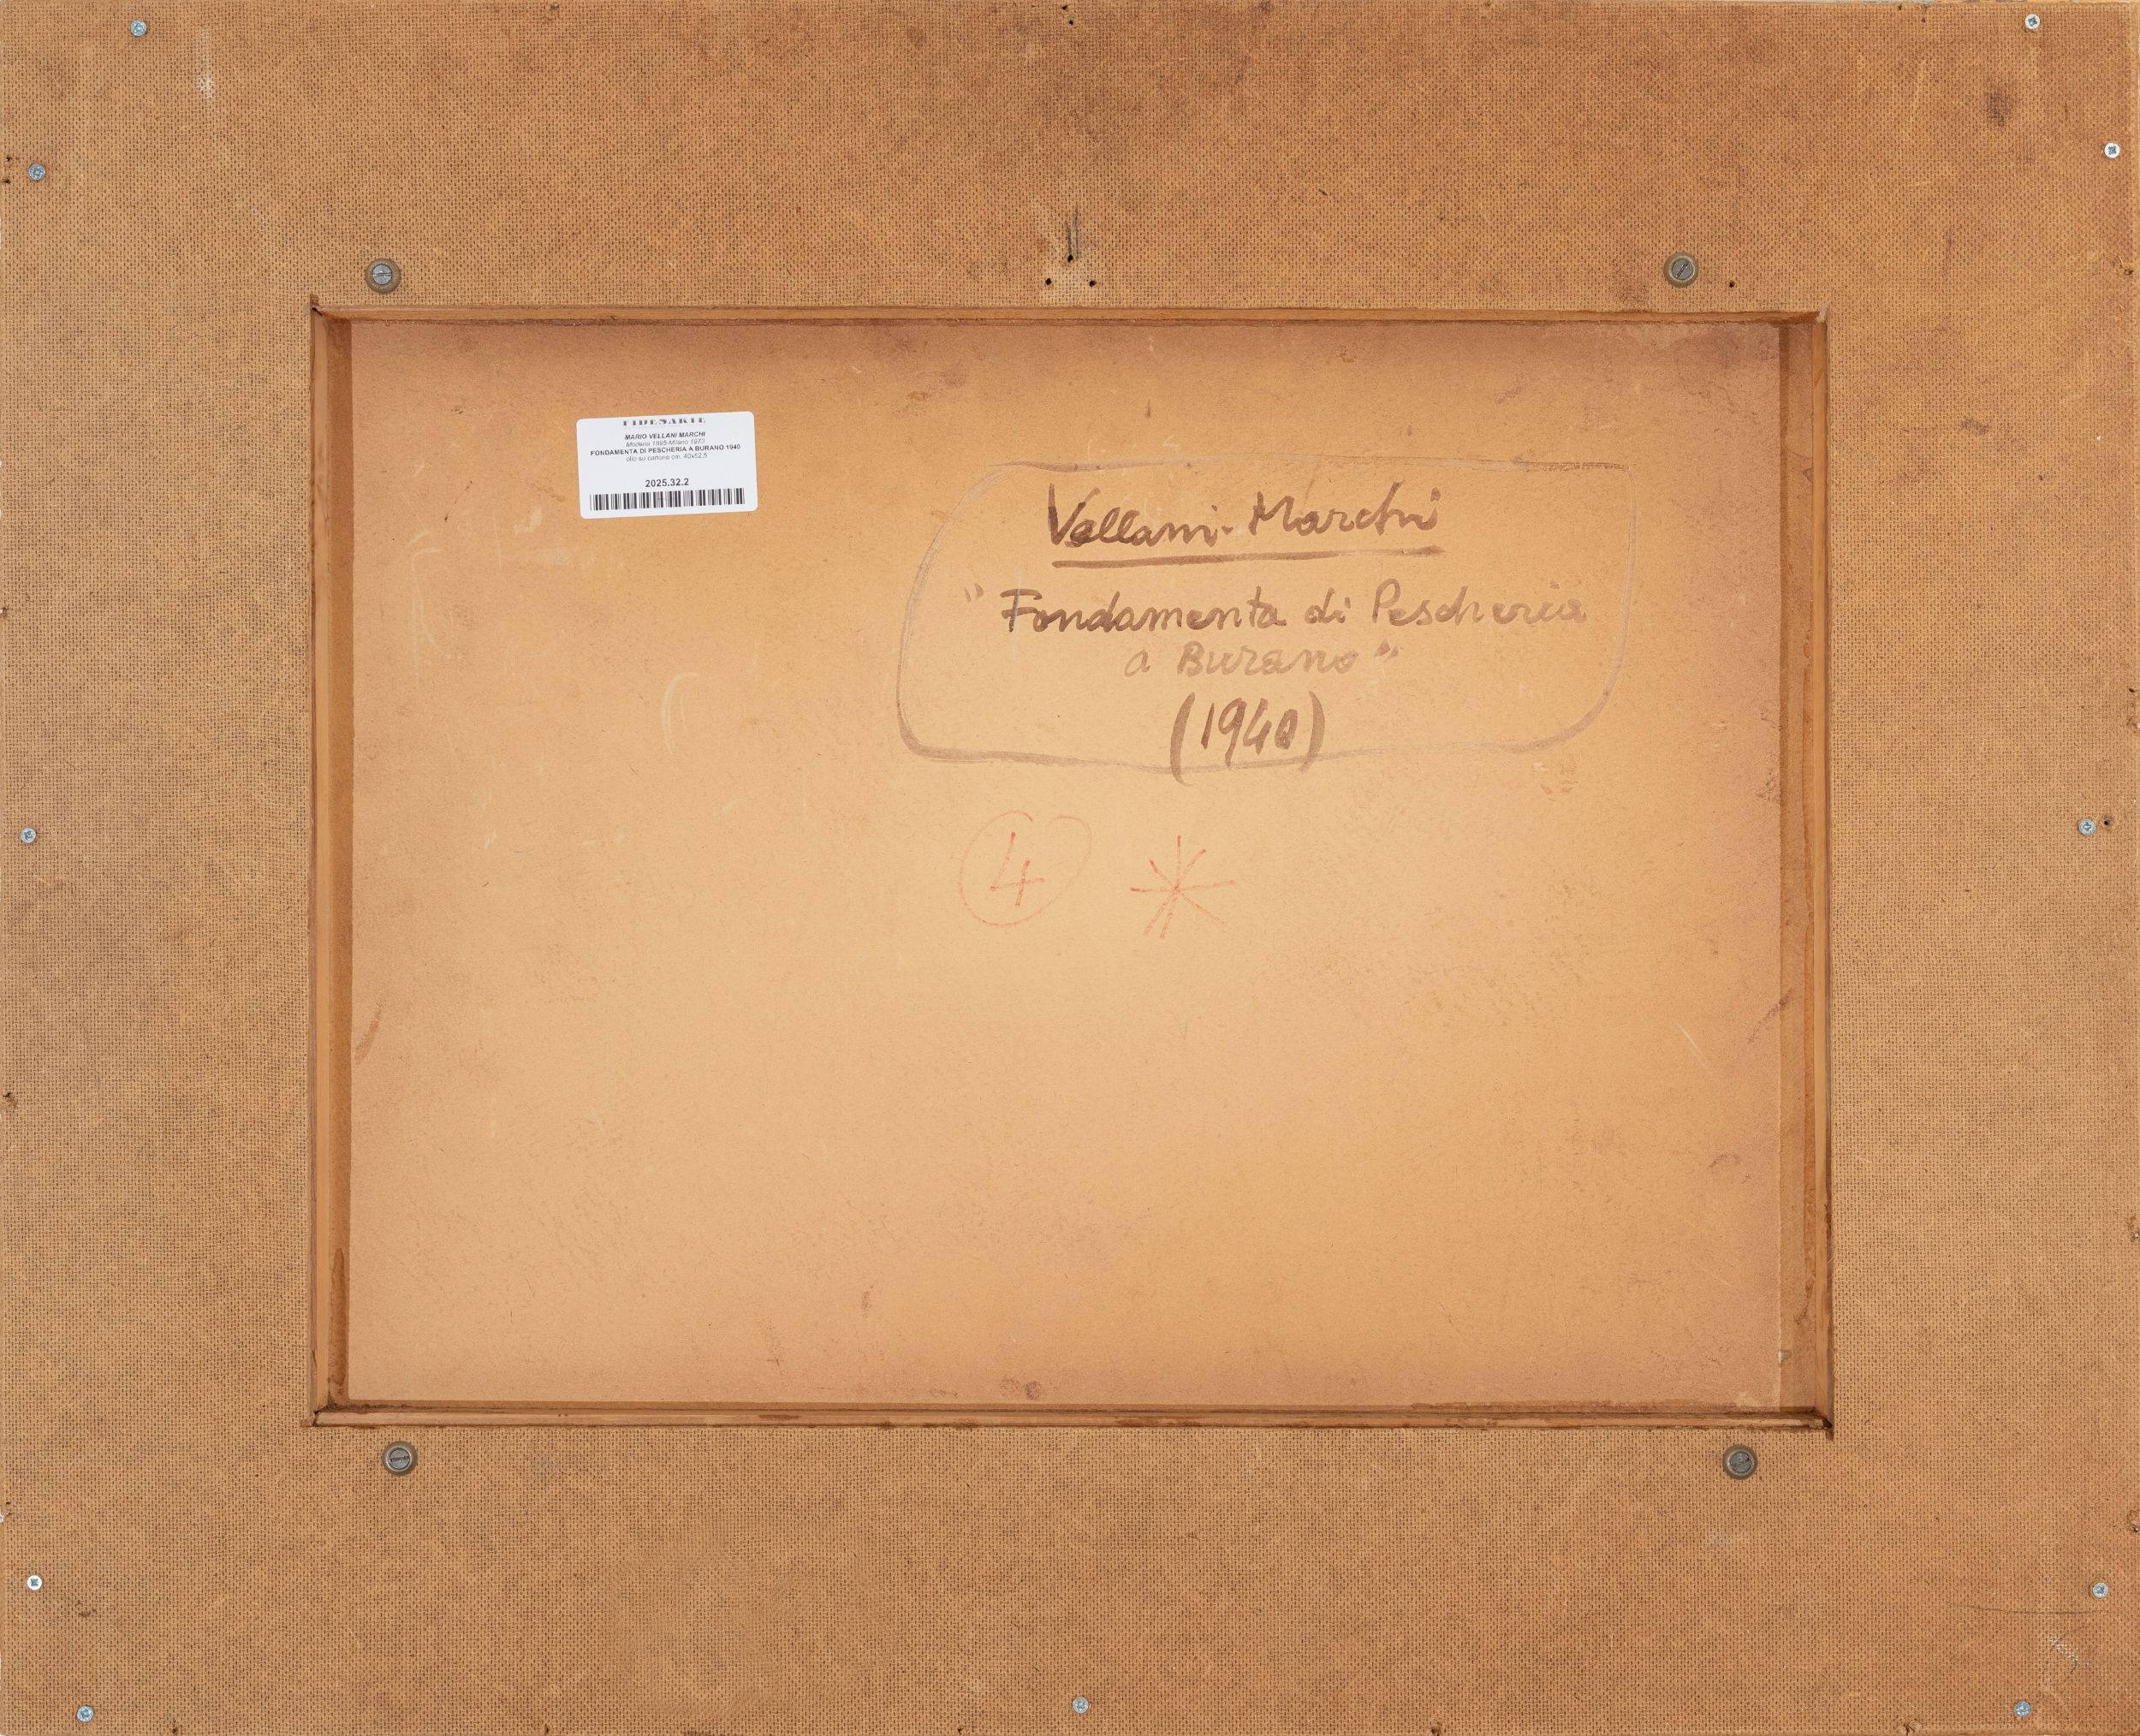 FIDESARTE
MARIO VELLANI MARCHI
Modena 1895-Milano 1973
FONDAMENTA DI PESCHERIA A BURANO 1940
olio su cartone cm. 40x52,5
2025.32.2
Vellani-Marchi
"Fondamenta di Pescheria
a Burano"
(1940)
4 *